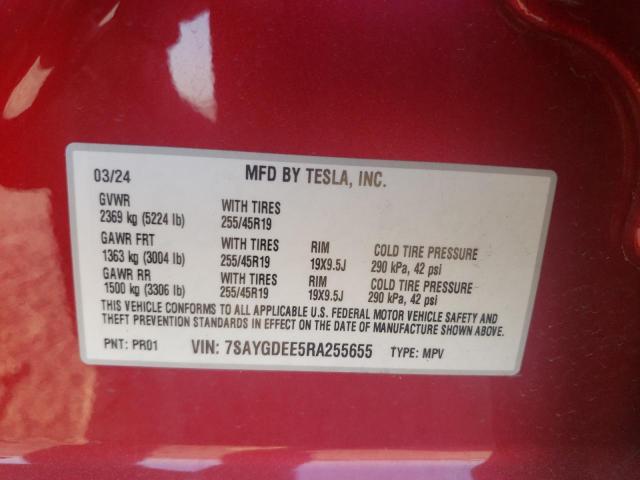 03/24 MFD BY TESLA, INC.
GVWR WITH TIRES
2369 kg (5224 lb) 255/45R19
GAWR FRT WITH TIRES RIM COLD TIRE PRESSURE
1363 kg (3004 lb) 255/45R19 19X9.5J 290 kPa, 42 psi
GAWR RR WITH TIRES RIM COLD TIRE PRESSURE
1500 kg (3306 lb) 255/45R19 19X9.5J 290 kPa, 42 psi
THIS VEHICLE CONFORMS TO ALL APPLICABLE U.S. FEDERAL MOTOR VEHICLE SAFETY AND
THEFT PREVENTION STANDARDS IN EFFECT ON THE DATE OF MANUFACTURE SHOWN ABOVE.
PNT: PR01 VIN: 7SAYGDEE5RA255655 TYPE: MPV